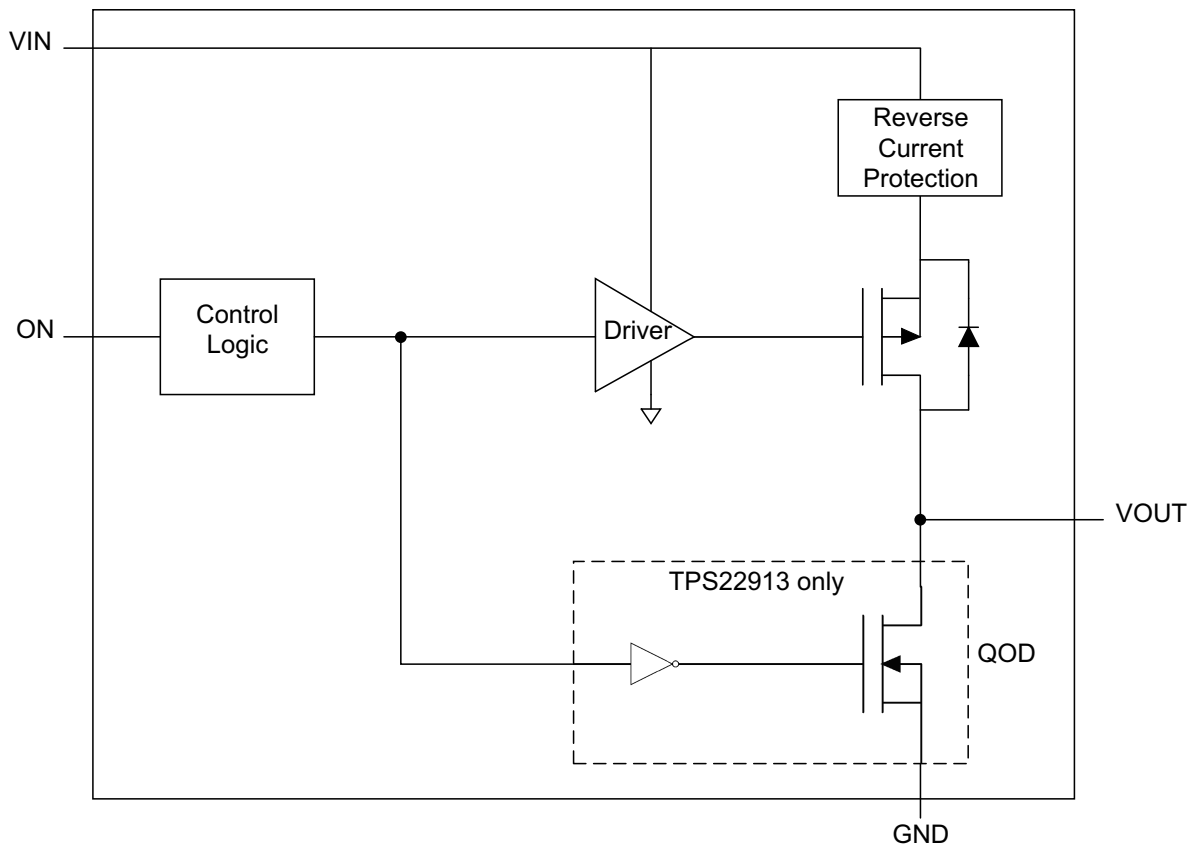 VIN
Reverse
Current
Protection
Control
Logic
ON
Driver
VOUT
TPS22913 only
QOD
GND